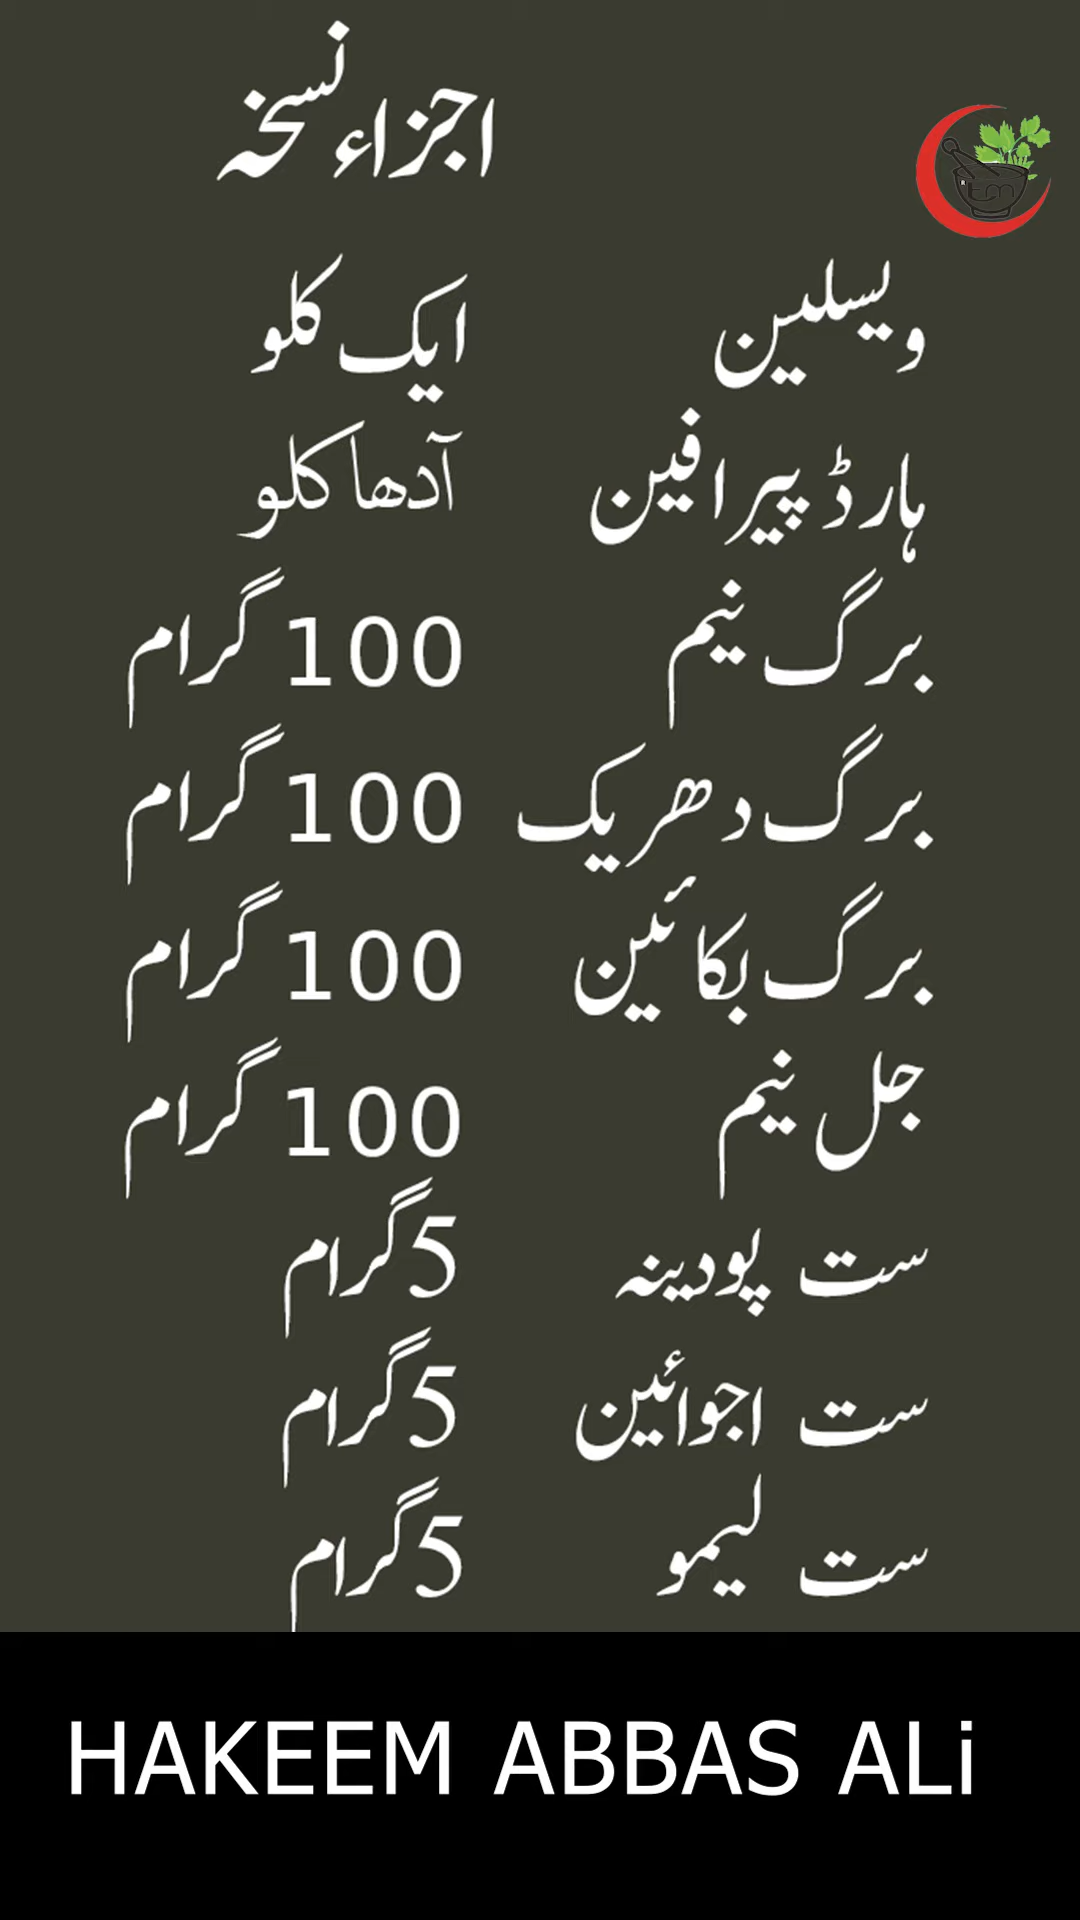 اجزاء نسخہ
ویسلین ایک کلو
ہارڈ پیرافین آدھا کلو
برگ نیم 100 گرام
برگ دھریک 100 گرام
برگ بکائین 100 گرام
جل نیم 100 گرام
ست پودینہ 5 گرام
ست اجوائین 5 گرام
ست لیمو 5 گرام
HAKEEM ABBAS ALi